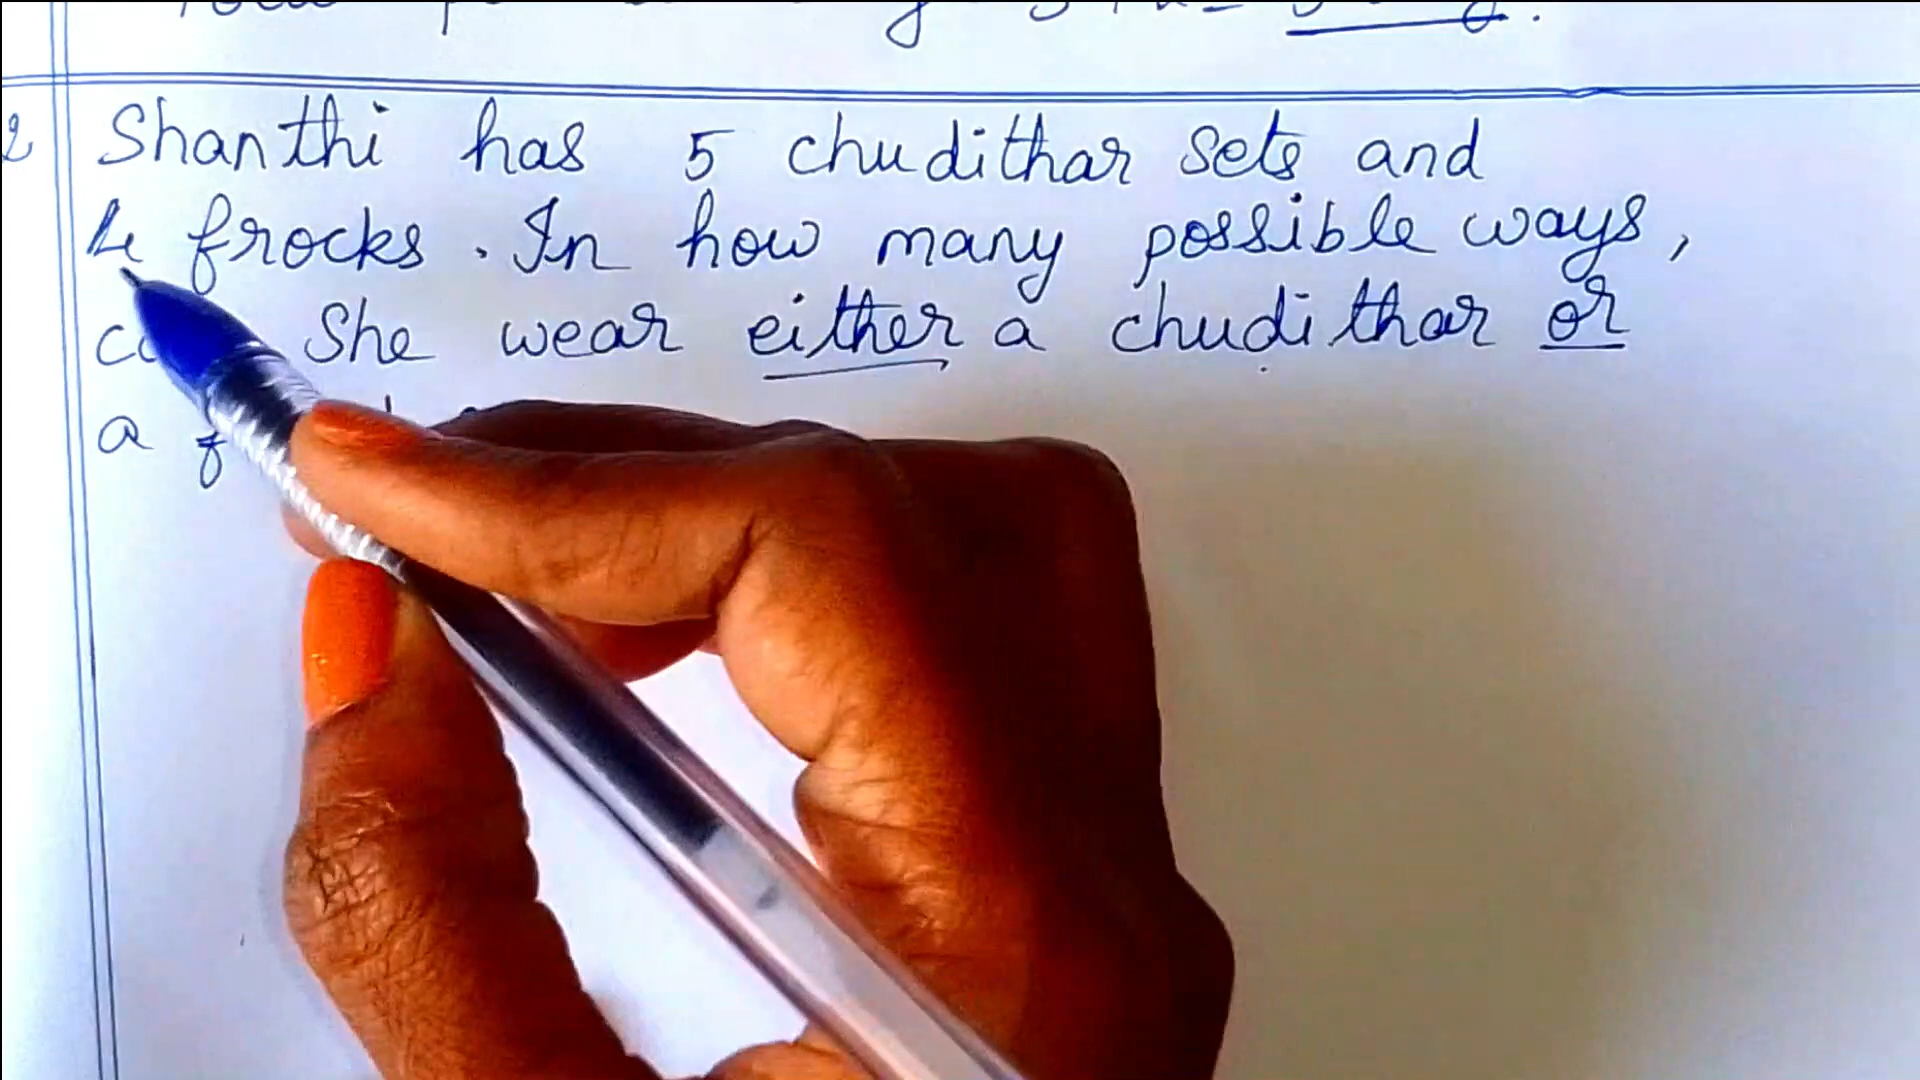 2 Shanthi has 5 chudithar sets and
4 frocks. In how many possible ways,
She wear either a chudithar or
a